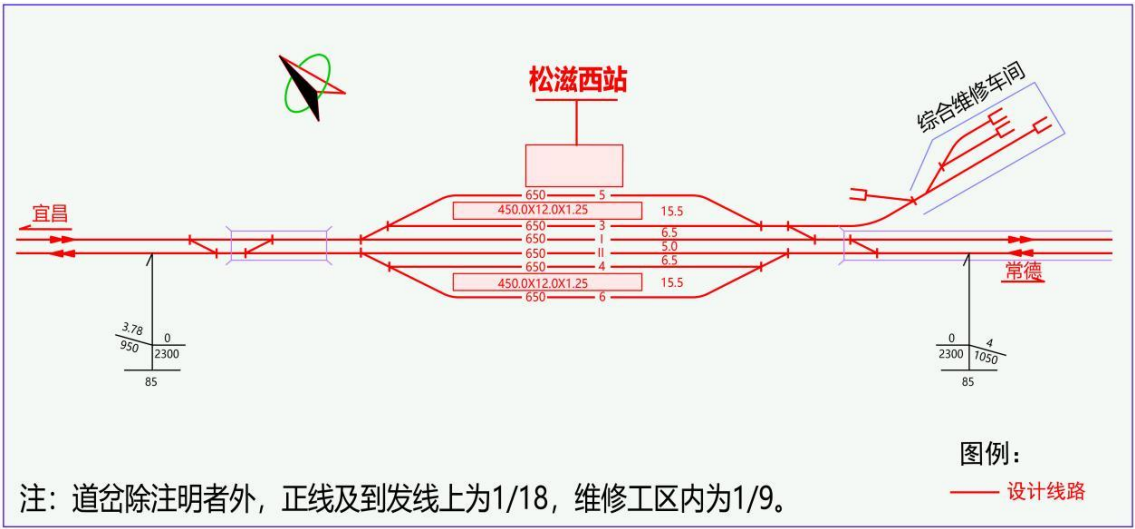 松滋西站
综合维修车间
宜昌
650 5
450.0X12.0X1.25 15.5
650 3
6.5
650 I
5.0
650 II
6.5
650 4
450.0X12.0X1.25 15.5
650 6
常德
3.78 0
950 2300
85
0 4
2300 1050
85
图例：
设计线路
注：道岔除注明者外，正线及到发线上为1/18，维修工区内为1/9。